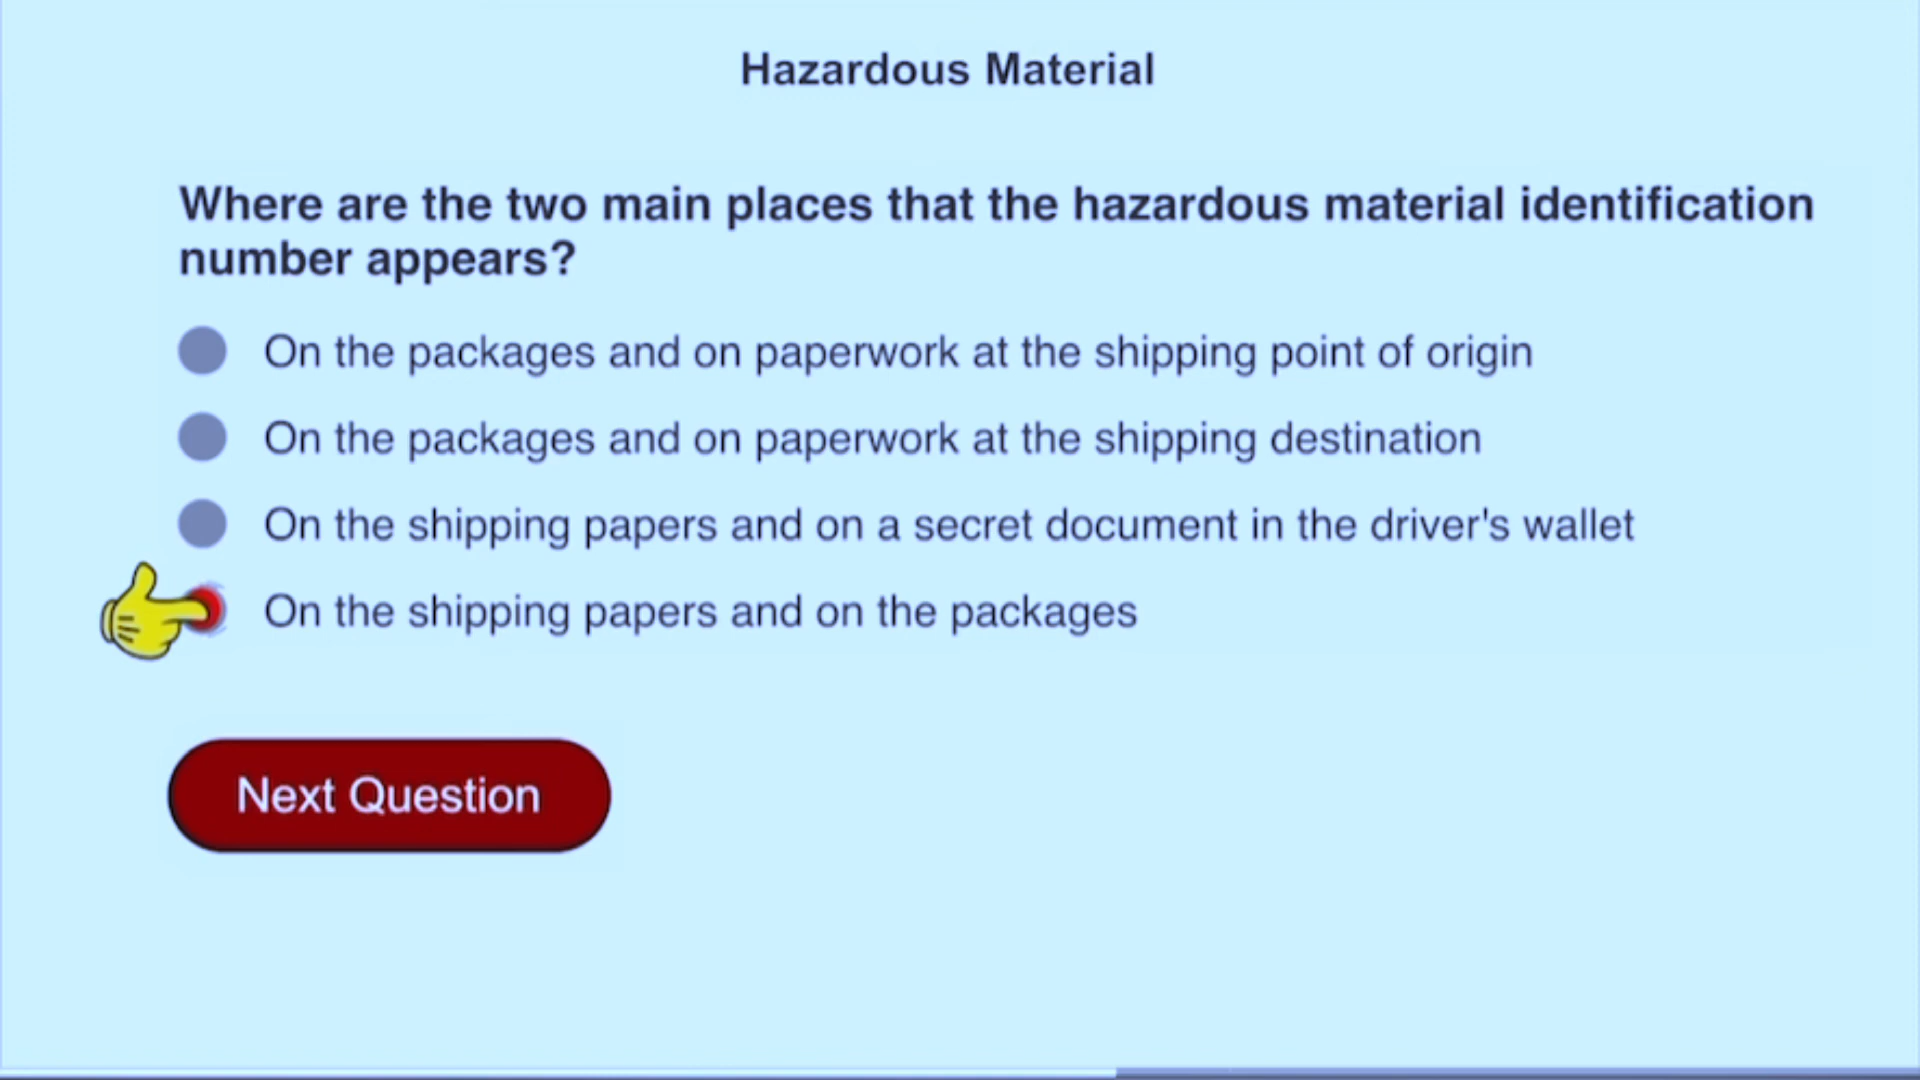 Hazardous Material
Where are the two main places that the hazardous material identification
number appears?
On the packages and on paperwork at the shipping point of origin
On the packages and on paperwork at the shipping destination
On the shipping papers and on a secret document in the driver's wallet
On the shipping papers and on the packages
Next Question